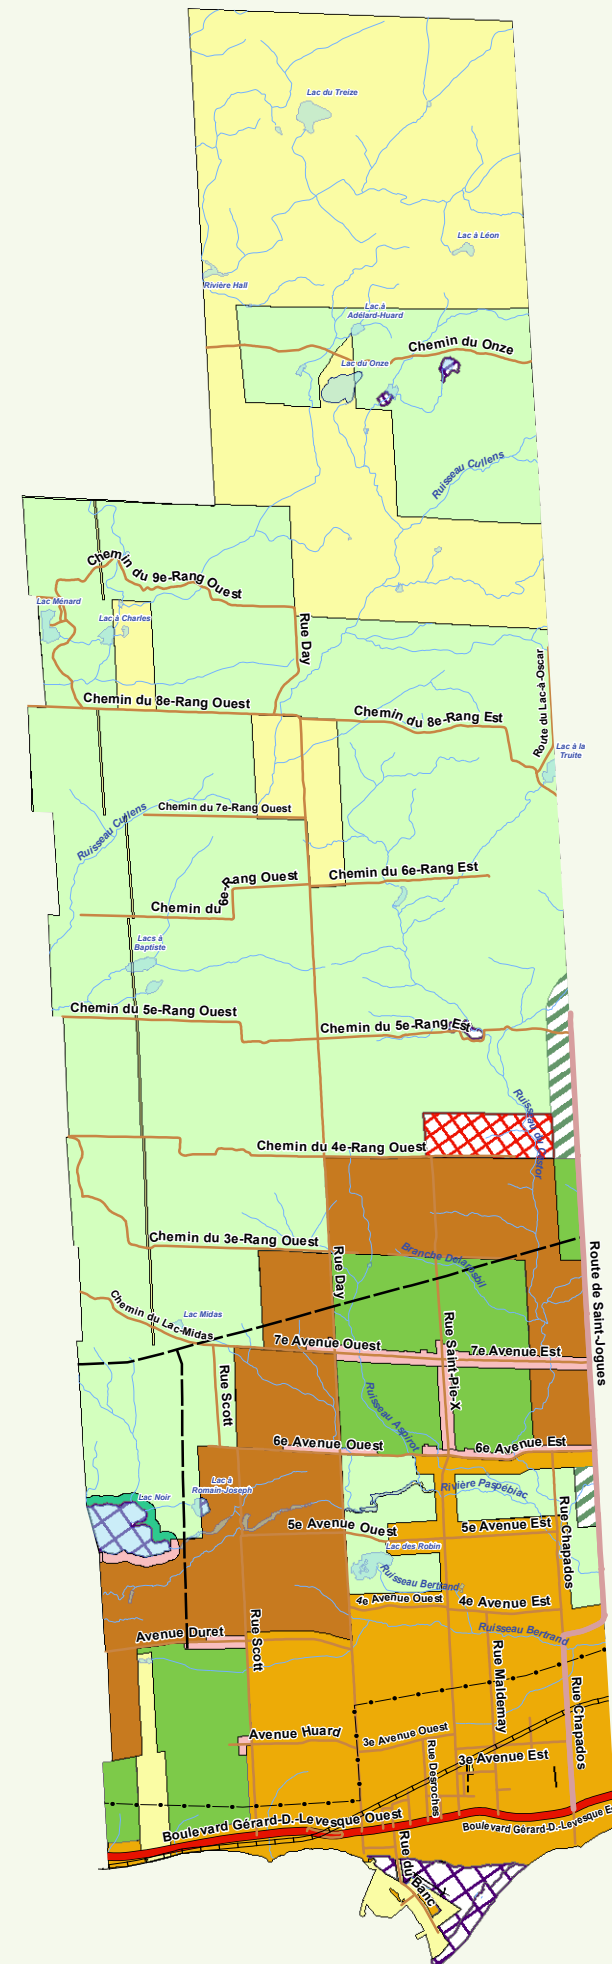 Lac du Treize
Lac à Léon
Rivière Hall
Lac à
Adélard-Huard
Chemin du Onze
Lac du Onze
Ruisseau Cullens
Chemin du 9e-Rang Ouest
Lac Ménard
Lac à Charles
Rue Day
Route du Lac-à-Oscar
Chemin du 8e-Rang Ouest
Chemin du 8e-Rang Est
Lac à la
Truite
Chemin du 7e-Rang Ouest
Ruisseau Cullens
Chemin du 6e-Rang Est
Chemin du 6e-Rang Ouest
Lacs à
Baptiste
Chemin du 5e-Rang Ouest
Chemin du 5e-Rang Est
Ruisseau du Castor
Chemin du 4e-Rang Ouest
Chemin du 3e-Rang Ouest
Rue Day
Branche Delarosbil
Route de Saint-Jogues
Chemin du Lac-Midas
Lac Midas
7e Avenue Ouest
Rue Saint-Pie-X
7e Avenue Est
Rue Scott
Ruisseau Aspirot
6e Avenue Ouest
6e Avenue Est
Lac à
Romain-Joseph
Rivière Paspébiac
Lac Noir
5e Avenue Ouest
5e Avenue Est
Rue Chapados
Lac des Robin
Ruisseau Bertrand
4e Avenue Ouest
4e Avenue Est
Avenue Duret
Rue Scott
Ruisseau Bertrand
Rue Maldemay
Rue Chapados
Avenue Huard
3e Avenue Ouest
3e Avenue Est
Rue Desroches
Boulevard Gérard-D.-Levesque Ouest
Boulevard Gérard-D.-Levesque Es
Rue du Banc